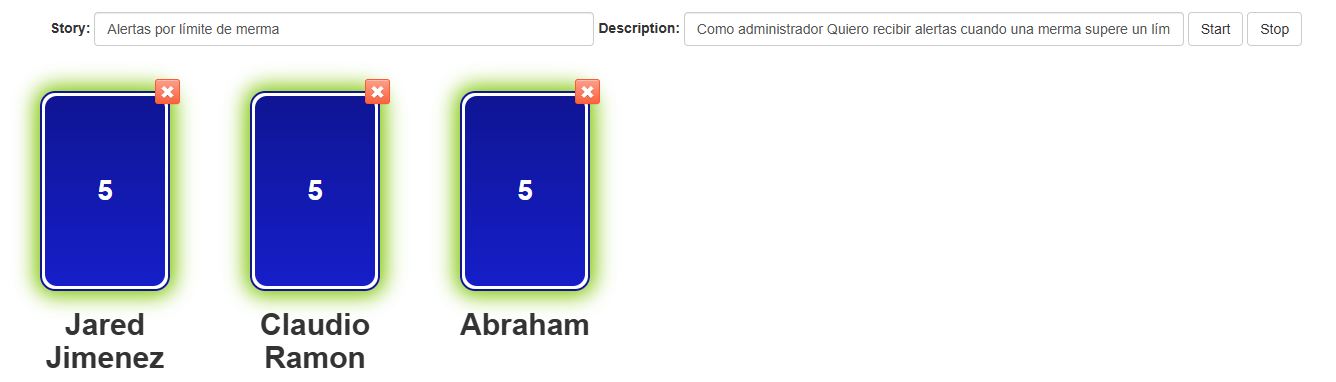 Story: Alertas por límite de merma Description: Como administrador Quiero recibir alertas cuando una merma supere un lím Start Stop
5 5 5
Jared Claudio Abraham
Jimenez Ramon